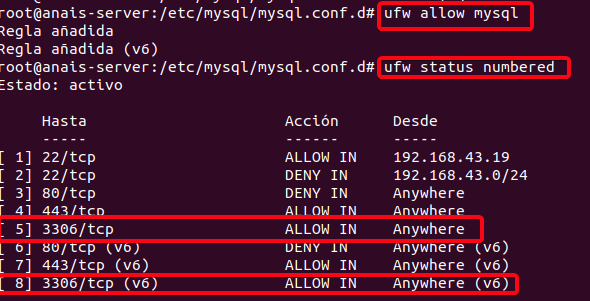 root@anais-server:/etc/mysql/mysql.conf.d# ufw allow mysql
Regla añadida
Regla añadida (v6)
root@anais-server:/etc/mysql/mysql.conf.d# ufw status numbered
Estado: activo
Hasta Acción Desde
----- ------ -----
[ 1] 22/tcp ALLOW IN 192.168.43.19
[ 2] 22/tcp DENY IN 192.168.43.0/24
[ 3] 80/tcp DENY IN Anywhere
[ 4] 443/tcp ALLOW IN Anywhere
[ 5] 3306/tcp ALLOW IN Anywhere
[ 6] 80/tcp (v6) DENY IN Anywhere (v6)
[ 7] 443/tcp (v6) ALLOW IN Anywhere (v6)
[ 8] 3306/tcp (v6) ALLOW IN Anywhere (v6)